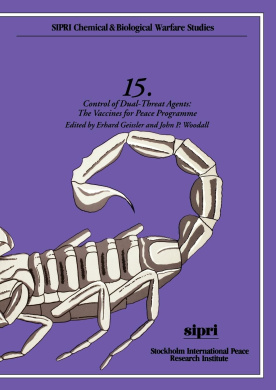 SIPRI Chemical & Biological Warfare Studies
15.
Control of Dual-Threat Agents:
The Vaccines for Peace Programme
Edited by Erhard Geissler and John P. Woodall
sipri
Stockholm International Peace
Research Institute